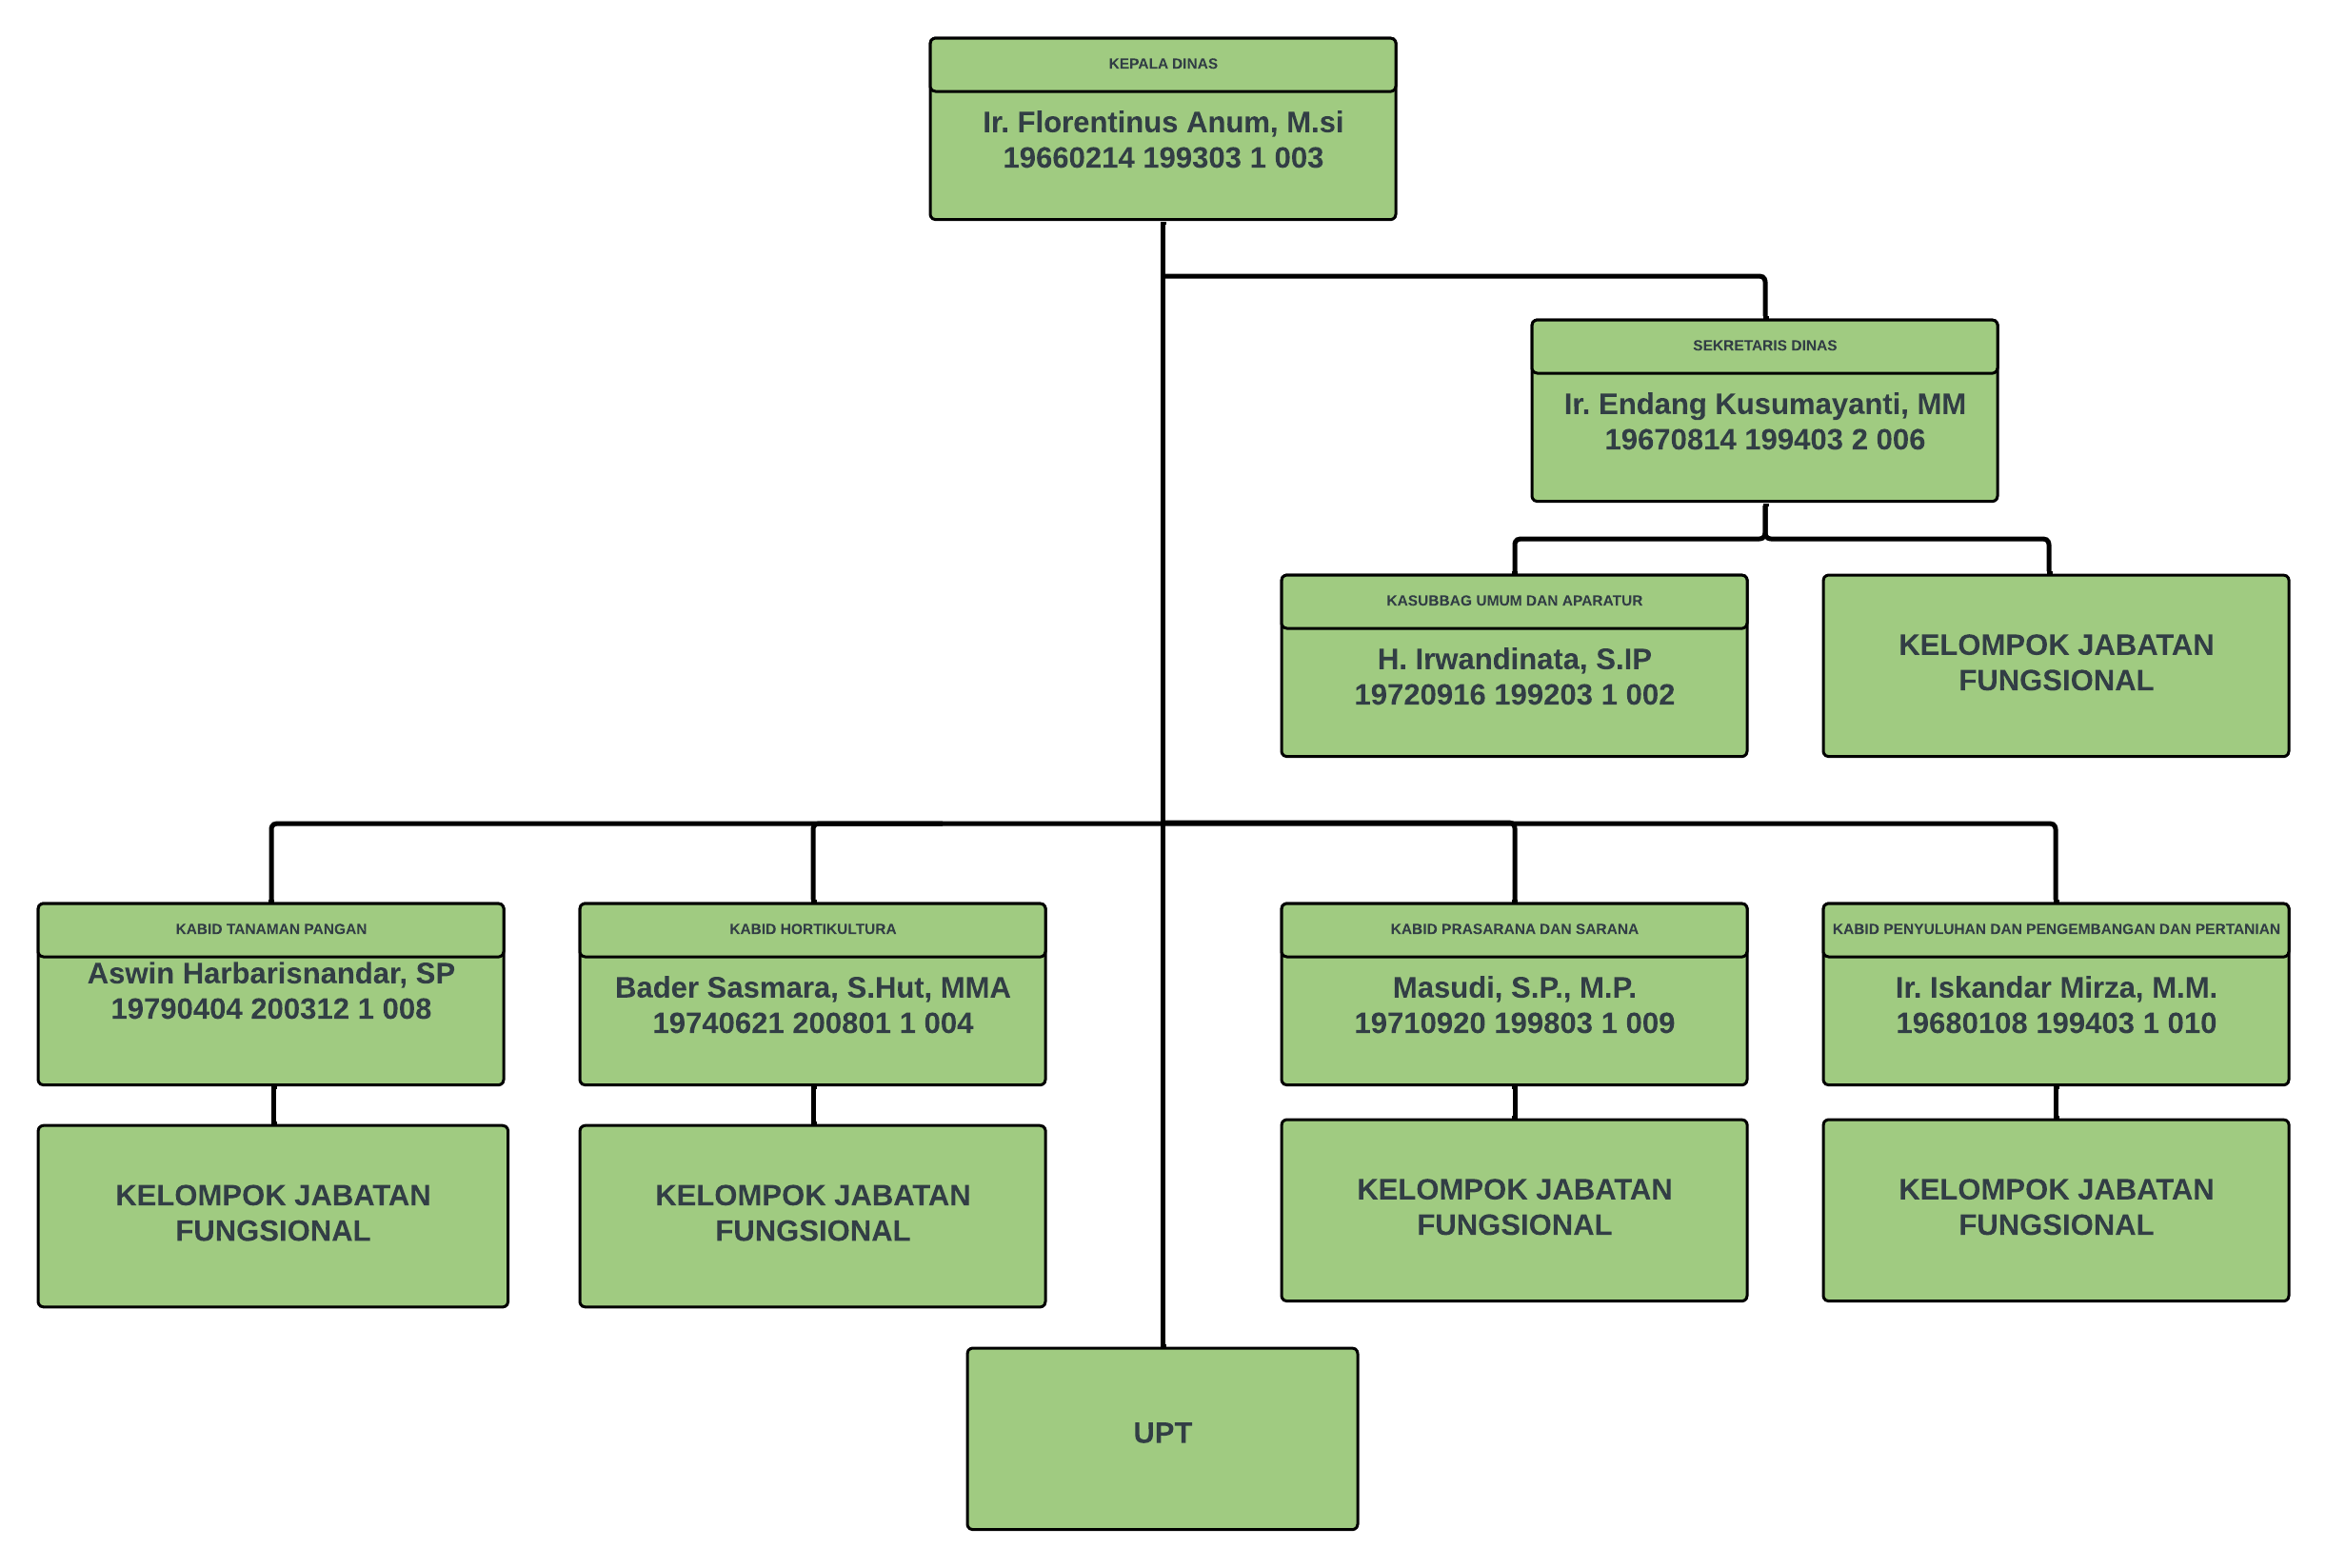 KEPALA DINAS
Ir. Florentinus Anum, M.si
19660214 199303 1 003
SEKRETARIS DINAS
Ir. Endang Kusumayanti, MM
19670814 199403 2 006
KASUBBAG UMUM DAN APARATUR
H. Irwandinata, S.IP
19720916 199203 1 002
KELOMPOK JABATAN
FUNGSIONAL
KABID TANAMAN PANGAN
Aswin Harbarisnandar, SP
19790404 200312 1 008
KABID HORTIKULTURA
Bader Sasmara, S.Hut, MMA
19740621 200801 1 004
KABID PRASARANA DAN SARANA
Masudi, S.P., M.P.
19710920 199803 1 009
KABID PENYULUHAN DAN PENGEMBANGAN DAN PERTANIAN
Ir. Iskandar Mirza, M.M.
19680108 199403 1 010
KELOMPOK JABATAN
FUNGSIONAL
KELOMPOK JABATAN
FUNGSIONAL
KELOMPOK JABATAN
FUNGSIONAL
KELOMPOK JABATAN
FUNGSIONAL
UPT